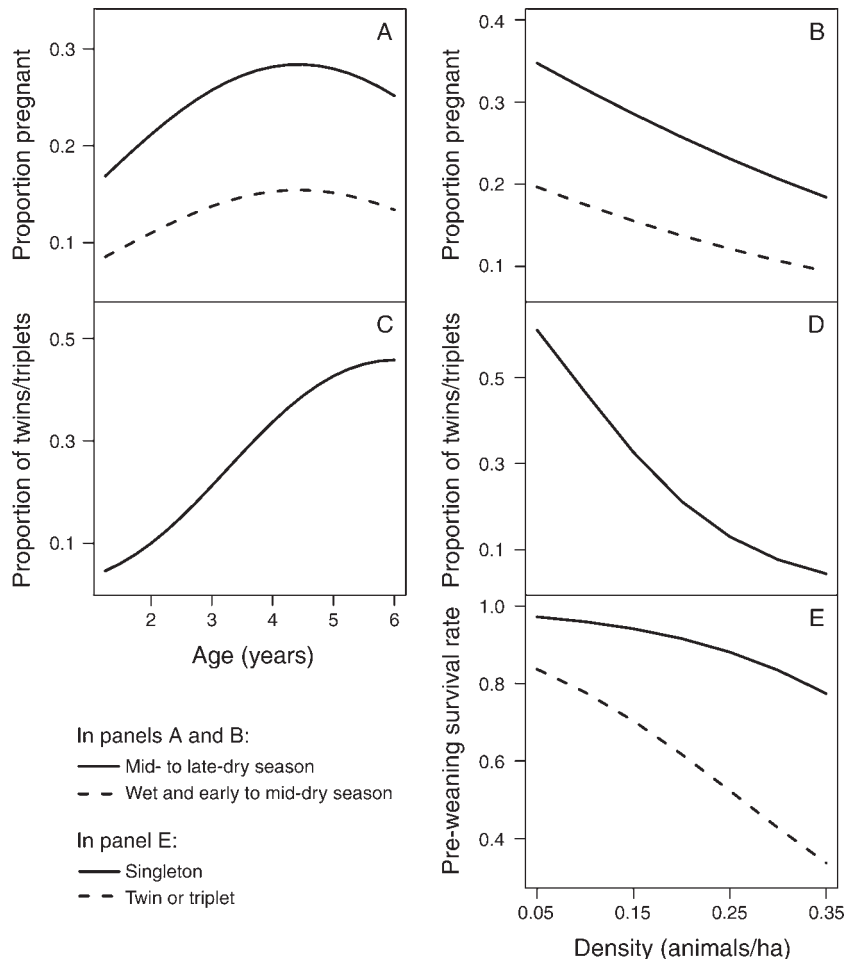 A
Proportion pregnant
0.3
0.2
0.1
B
Proportion pregnant
0.4
0.3
0.2
0.1
C
Proportion of twins/triplets
0.5
0.3
0.1
2 3 4 5 6
Age (years)
D
Proportion of twins/triplets
0.5
0.3
0.1
E
Pre-weaning survival rate
1.0
0.8
0.6
0.4
0.05 0.15 0.25 0.35
Density (animals/ha)
In panels A and B:
Mid- to late-dry season
Wet and early to mid-dry season
In panel E:
Singleton
Twin or triplet